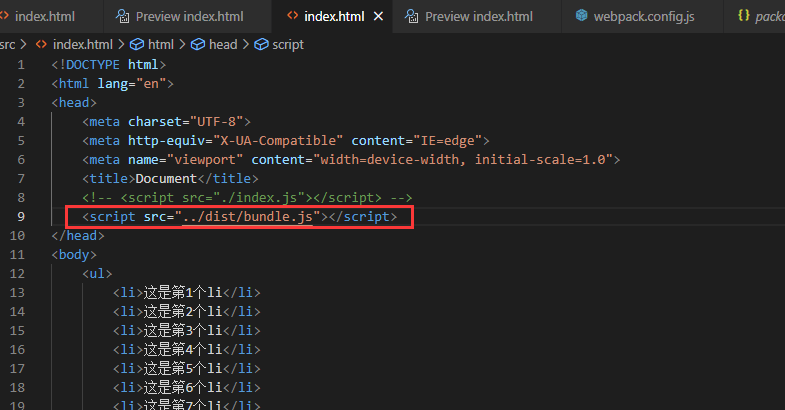 index.html Preview index.html index.html Preview index.html webpack.config.js packa
src > index.html > html > head > script
1 <!DOCTYPE html>
2 <html lang="en">
3 <head>
4 <meta charset="UTF-8">
5 <meta http-equiv="X-UA-Compatible" content="IE=edge">
6 <meta name="viewport" content="width=device-width, initial-scale=1.0">
7 <title>Document</title>
8 <!-- <script src="./index.js"></script> -->
9 <script src="../dist/bundle.js"></script>
10 </head>
11 <body>
12 <ul>
13 <li>这是第1个li</li>
14 <li>这是第2个li</li>
15 <li>这是第3个li</li>
16 <li>这是第4个li</li>
17 <li>这是第5个li</li>
18 <li>这是第6个li</li>
19 <li>这是第7个li</li>